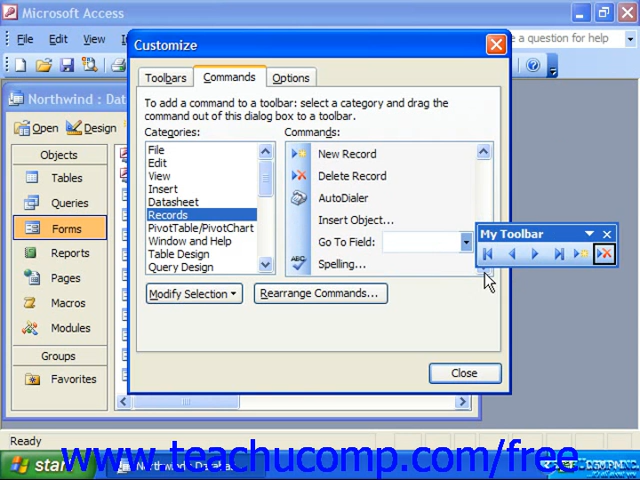 Microsoft Access
File Edit View
e a question for help
Customize
Toolbars Commands Options
To add a command to a toolbar: select a category and drag the
command out of this dialog box to a toolbar.
Categories: Commands:
File
Edit
View
Insert
Datasheet
Records
PivotTable/PivotChart
Window and Help
Table Design
Query Design
New Record
Delete Record
AutoDialer
Insert Object...
Go To Field:
Spelling...
Modify Selection Rearrange Commands...
Close
My Toolbar
Northwind : Da
Open Design
Objects
Tables
Queries
Forms
Reports
Pages
Macros
Modules
Groups
Favorites
Ready
start
www.teachucomp.com/free